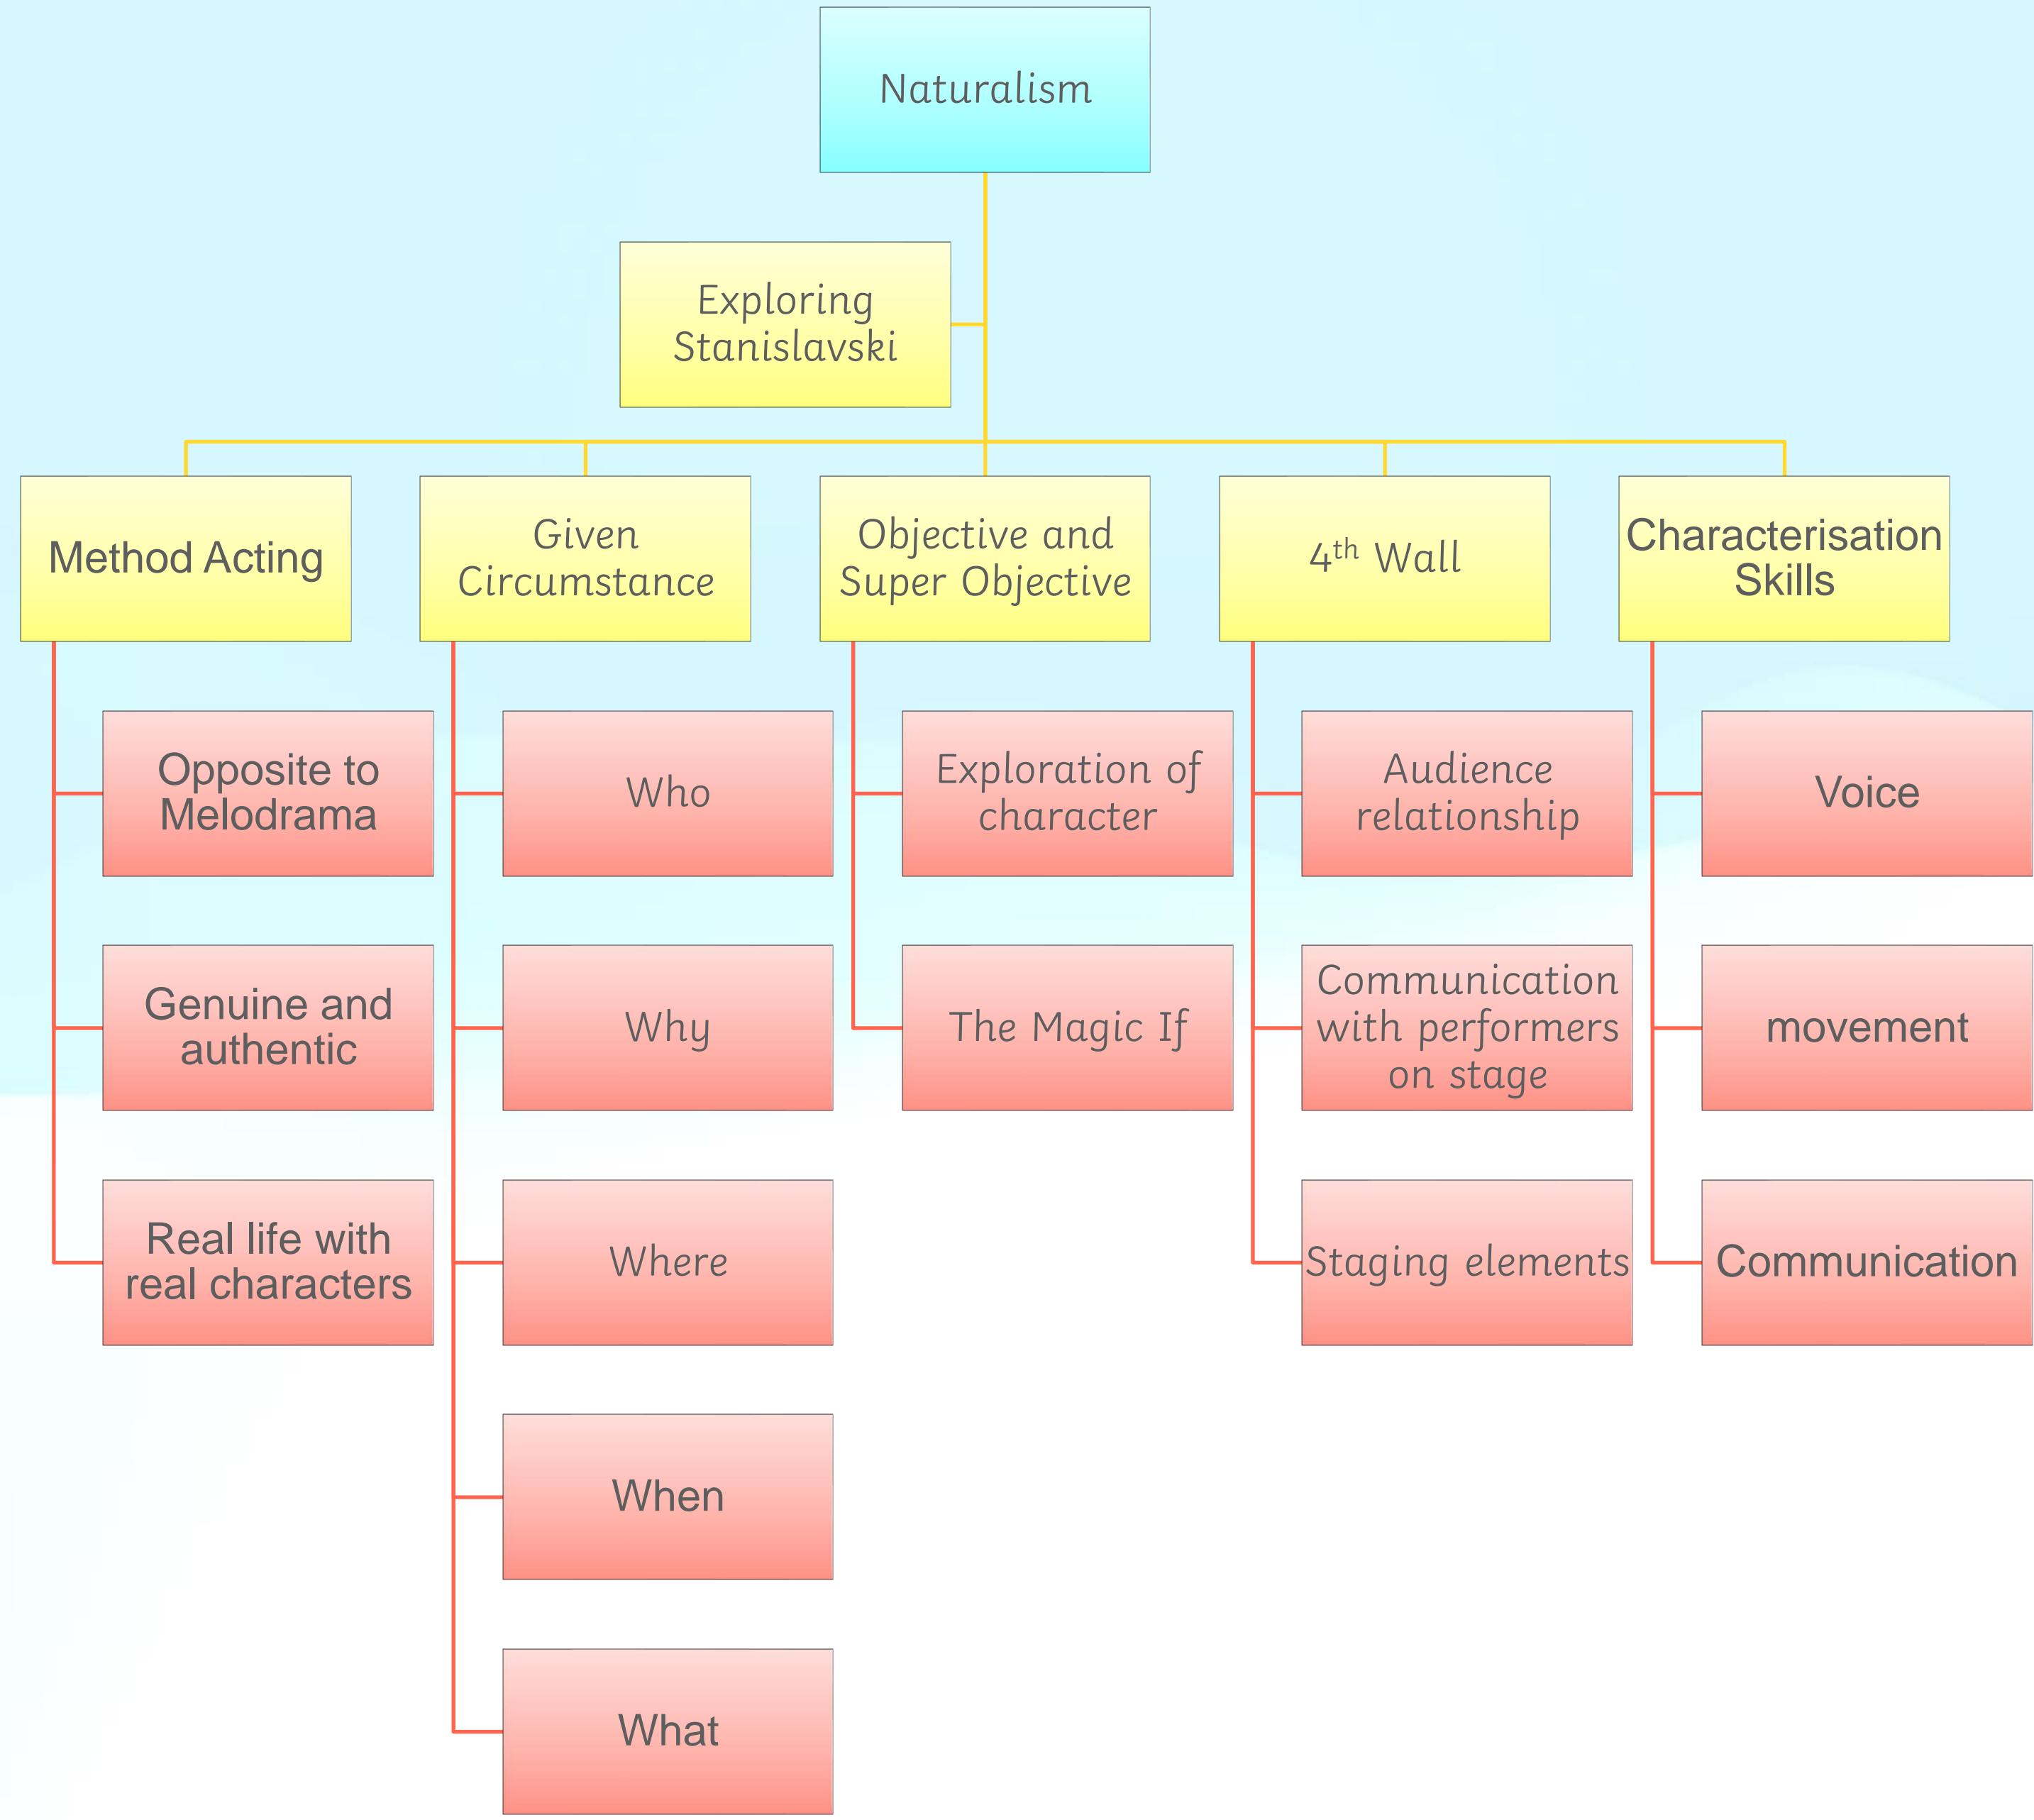 Naturalism
Exploring
Stanislavski
Method Acting
Given
Circumstance
Objective and
Super Objective
4th Wall
Characterisation
Skills
Opposite to
Melodrama
Genuine and
authentic
Real life with
real characters
Who
Why
Where
When
What
Exploration of
character
The Magic If
Audience
relationship
Communication
with performers
on stage
Staging elements
Voice
movement
Communication